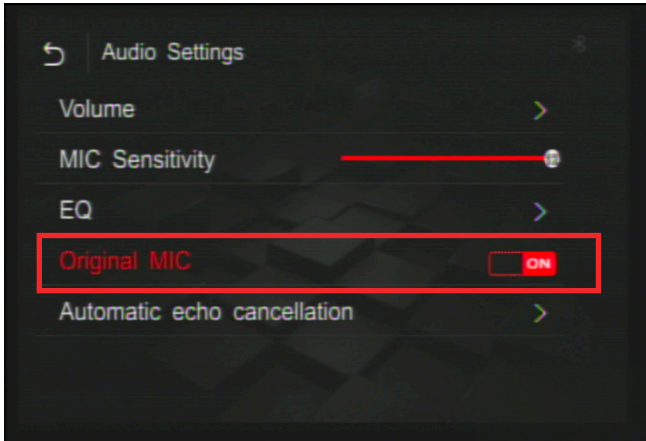 Audio Settings
Volume
MIC Sensitivity
EQ
Original MIC ON
Automatic echo cancellation